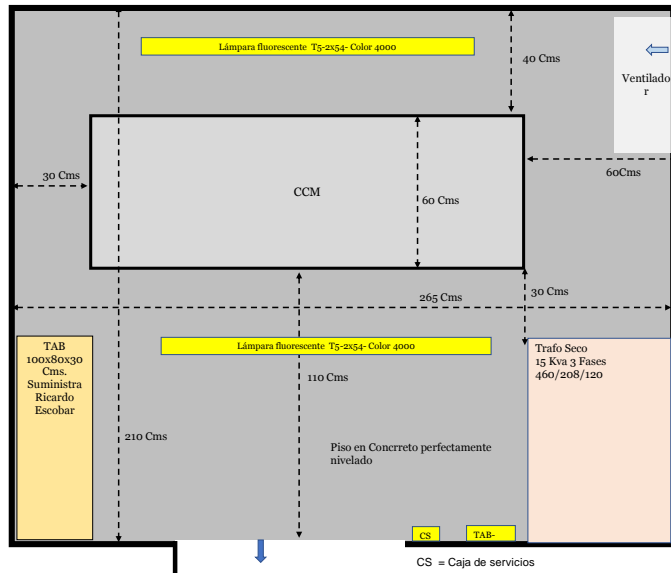 Lámpara fluorescente T5-2x54- Color 4000
40 Cms
Ventilado
r
30 Cms
CCM
60 Cms
60Cms
30 Cms
265 Cms
TAB
100x80x30
Cms.
Suministra
Ricardo
Escobar
Lámpara fluorescente T5-2x54- Color 4000
Trafo Seco
15 Kva 3 Fases
460/208/120
110 Cms
210 Cms
Piso en Concrreto perfectamente
nivelado
CS
TAB-
CS = Caja de servicios